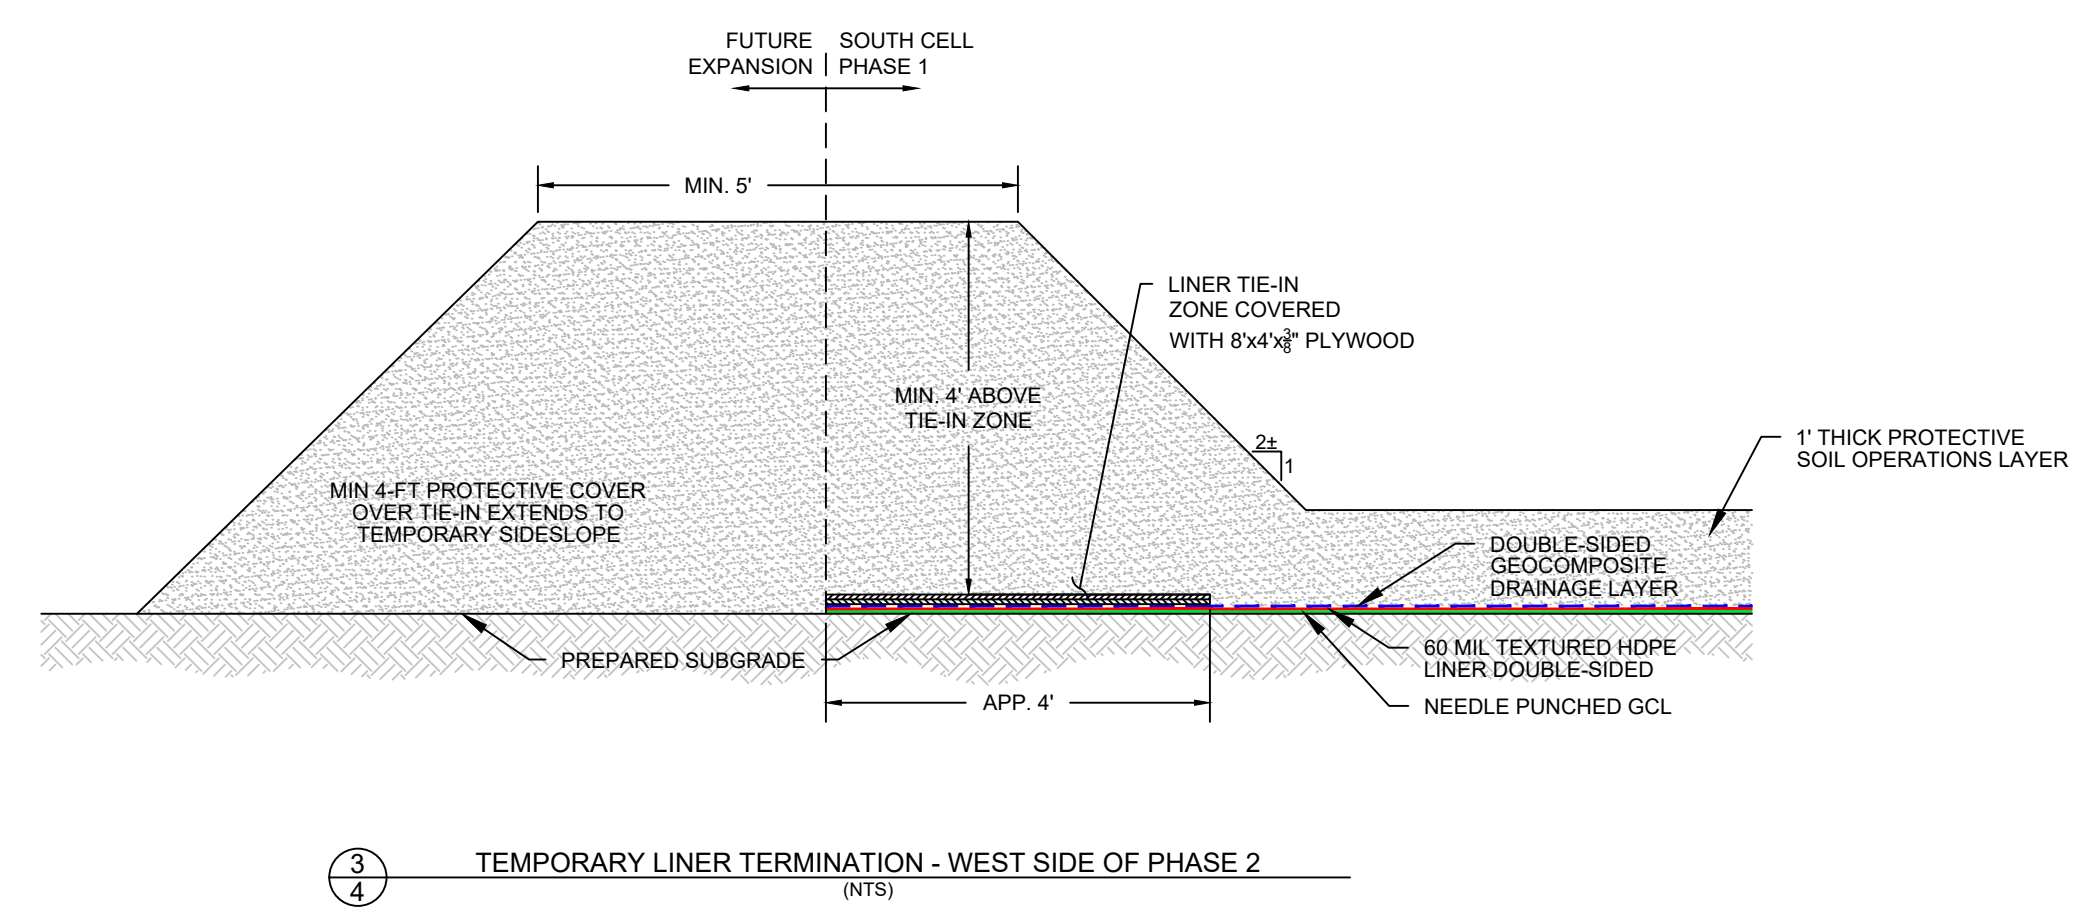 FUTURE
EXPANSION
SOUTH CELL
PHASE 1
MIN. 5'
LINER TIE-IN
ZONE COVERED
WITH 8'x4'x3/8" PLYWOOD
MIN. 4' ABOVE
TIE-IN ZONE
2±
1
1' THICK PROTECTIVE
SOIL OPERATIONS LAYER
MIN 4-FT PROTECTIVE COVER
OVER TIE-IN EXTENDS TO
TEMPORARY SIDESLOPE
DOUBLE-SIDED
GEOCOMPOSITE
DRAINAGE LAYER
PREPARED SUBGRADE
60 MIL TEXTURED HDPE
LINER DOUBLE-SIDED
APP. 4'
NEEDLE PUNCHED GCL
3
4
TEMPORARY LINER TERMINATION - WEST SIDE OF PHASE 2
(NTS)